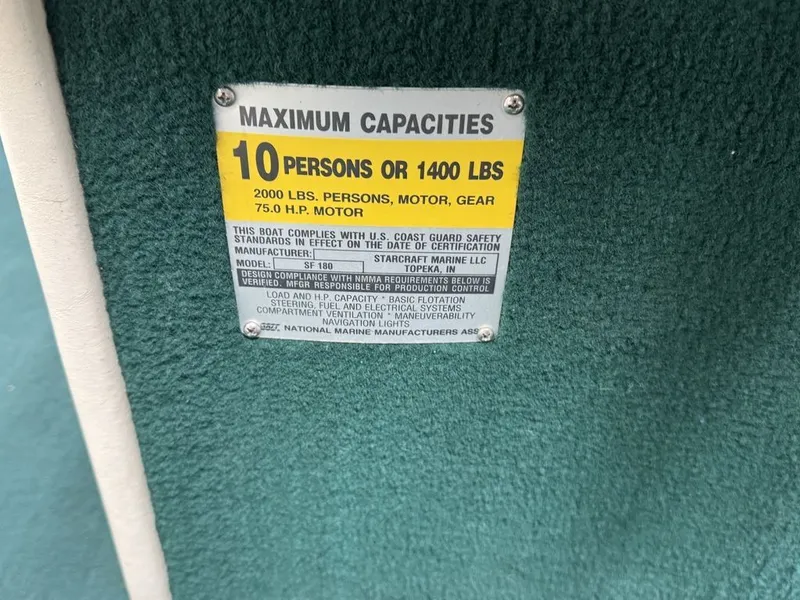 MAXIMUM CAPACITIES
10 PERSONS OR 1400 LBS
2000 LBS. PERSONS, MOTOR, GEAR
75.0 H.P. MOTOR
THIS BOAT COMPLIES WITH U.S. COAST GUARD SAFETY
STANDARDS IN EFFECT ON THE DATE OF CERTIFICATION
MANUFACTURER: STARCRAFT MARINE LLC
MODEL: SF 180 TOPEKA, IN
DESIGN COMPLIANCE WITH NMMA REQUIREMENTS BELOW IS
VERIFIED. MFGR RESPONSIBLE FOR PRODUCTION CONTROL
LOAD AND H.P. CAPACITY * BASIC FLOTATION
STEERING, FUEL AND ELECTRICAL SYSTEMS
COMPARTMENT VENTILATION * MANEUVERABILITY
NAVIGATION LIGHTS
NATIONAL MARINE MANUFACTURERS ASS